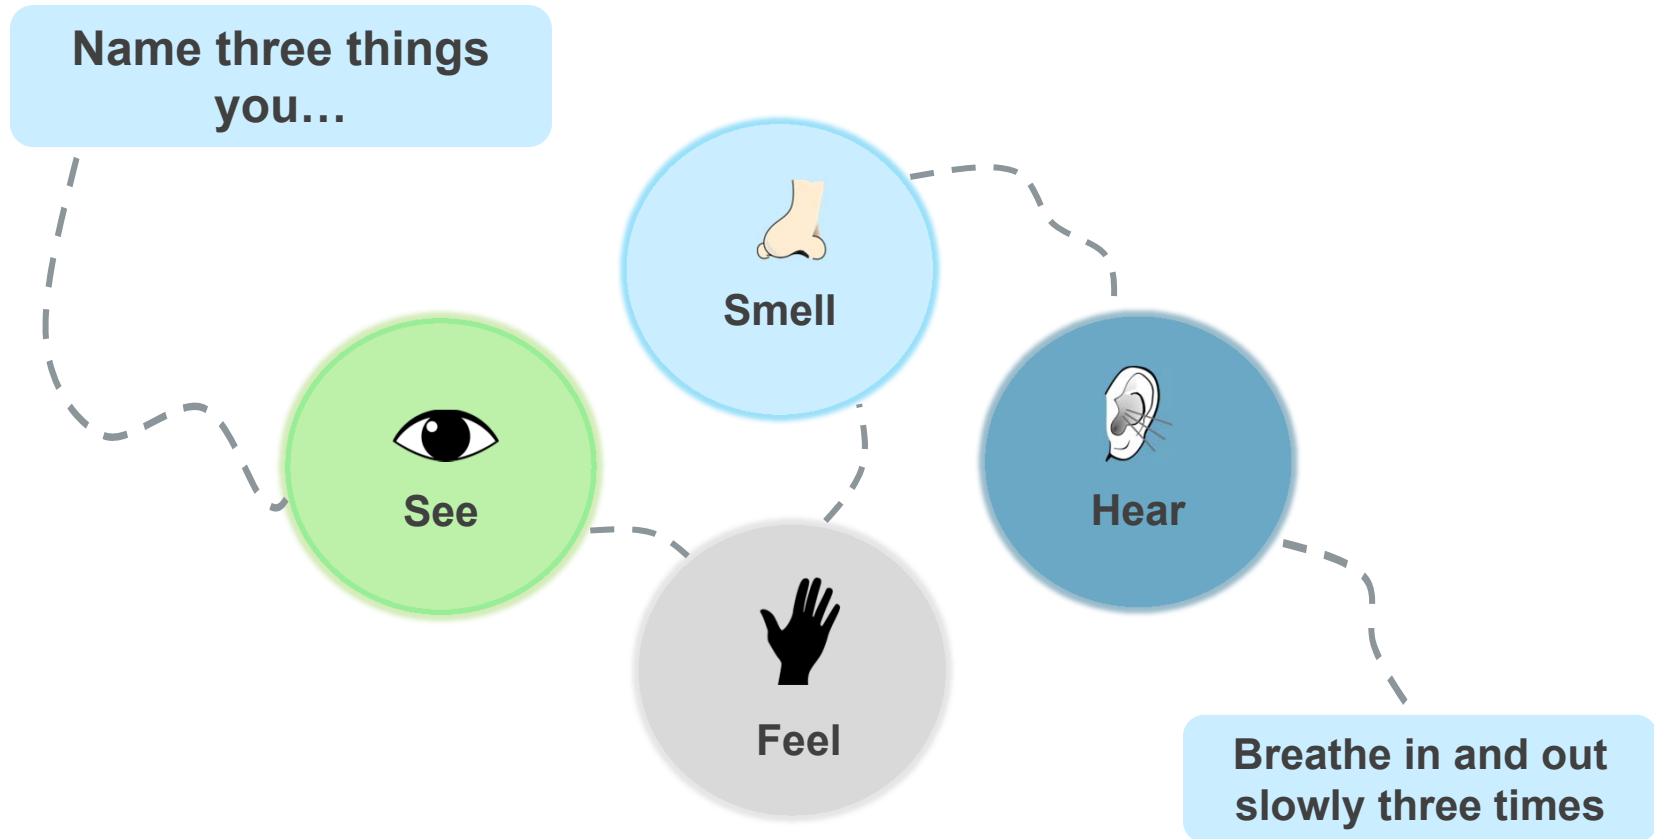 Name three things
you…
See
Feel
Smell
Hear
Breathe in and out
slowly three times